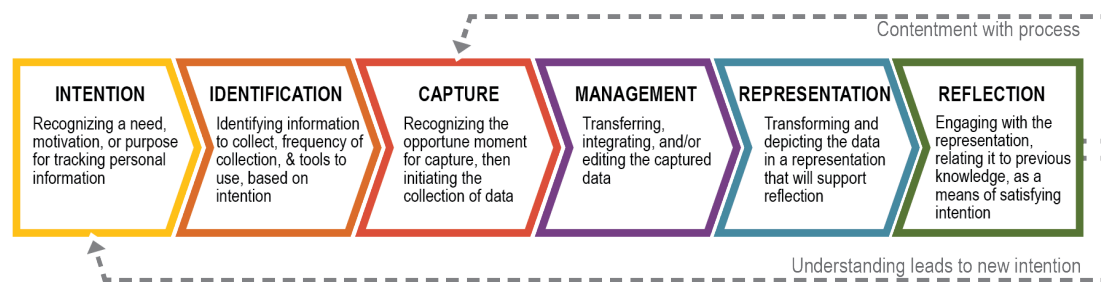 Contentment with process
INTENTION
Recognizing a need,
motivation, or purpose
for tracking personal
information
IDENTIFICATION
Identifying information
to collect, frequency of
collection, & tools to
use, based on
intention
CAPTURE
Recognizing the
opportune moment
for capture, then
initiating the
collection of data
MANAGEMENT
Transferring,
integrating, and/or
editing the captured
data
REPRESENTATION
Transforming and
depicting the data
in a representation
that will support
reflection
REFLECTION
Engaging with the
representation,
relating it to previous
knowledge, as a
means of satisfying
intention
Understanding leads to new intention